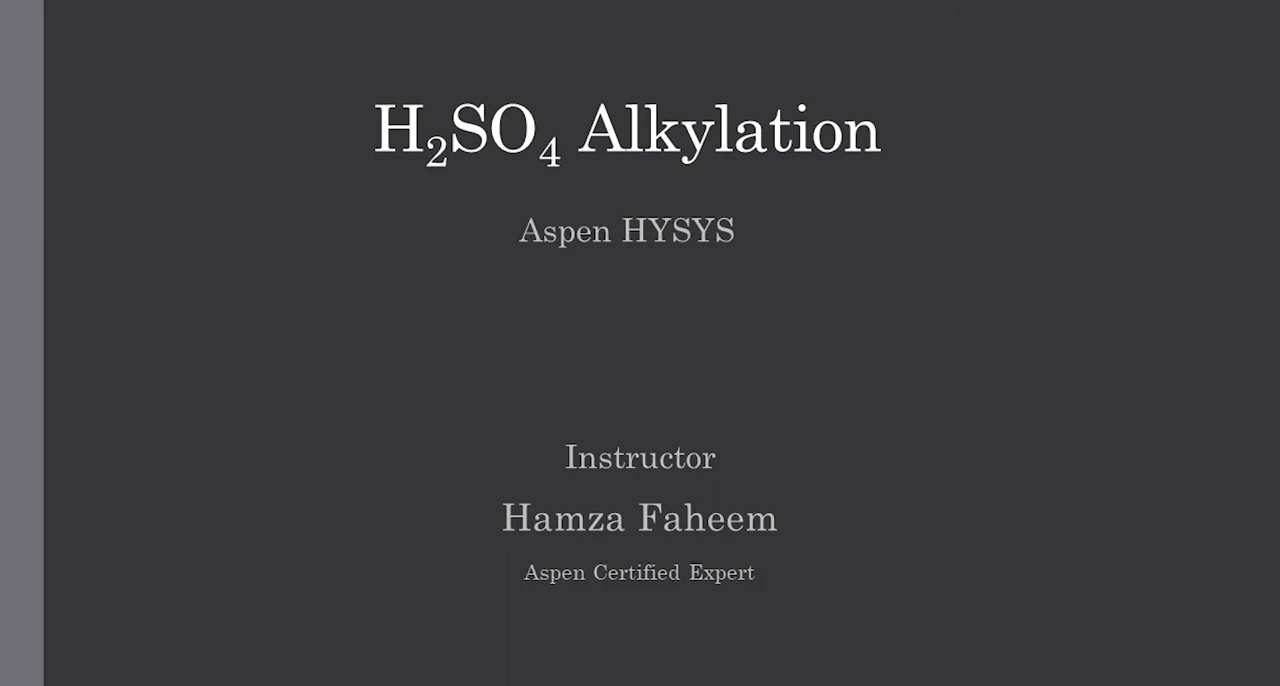 H₂SO₄ Alkylation
Aspen HYSYS
Instructor
Hamza Faheem
Aspen Certified Expert